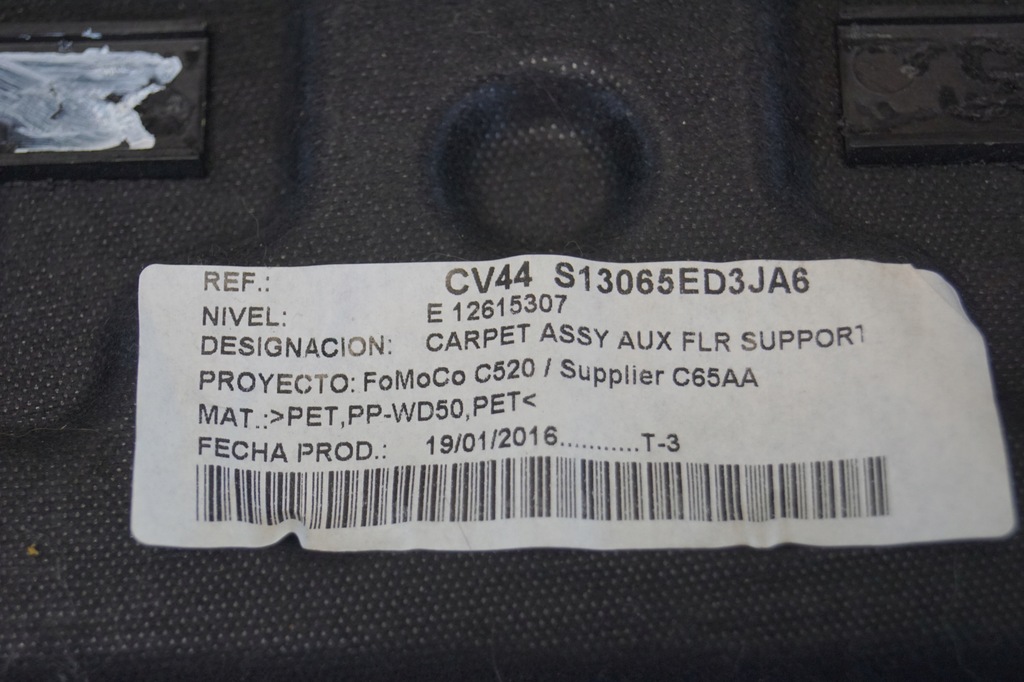 REF.: CV44 S13065ED3JA6
NIVEL: E 12615307
DESIGNACION: CARPET ASSY AUX FLR SUPPORT
PROYECTO: FoMoCo C520 / Supplier C65AA
MAT.:>PET,PP-WD50,PET<
FECHA PROD.: 19/01/2016...........T-3